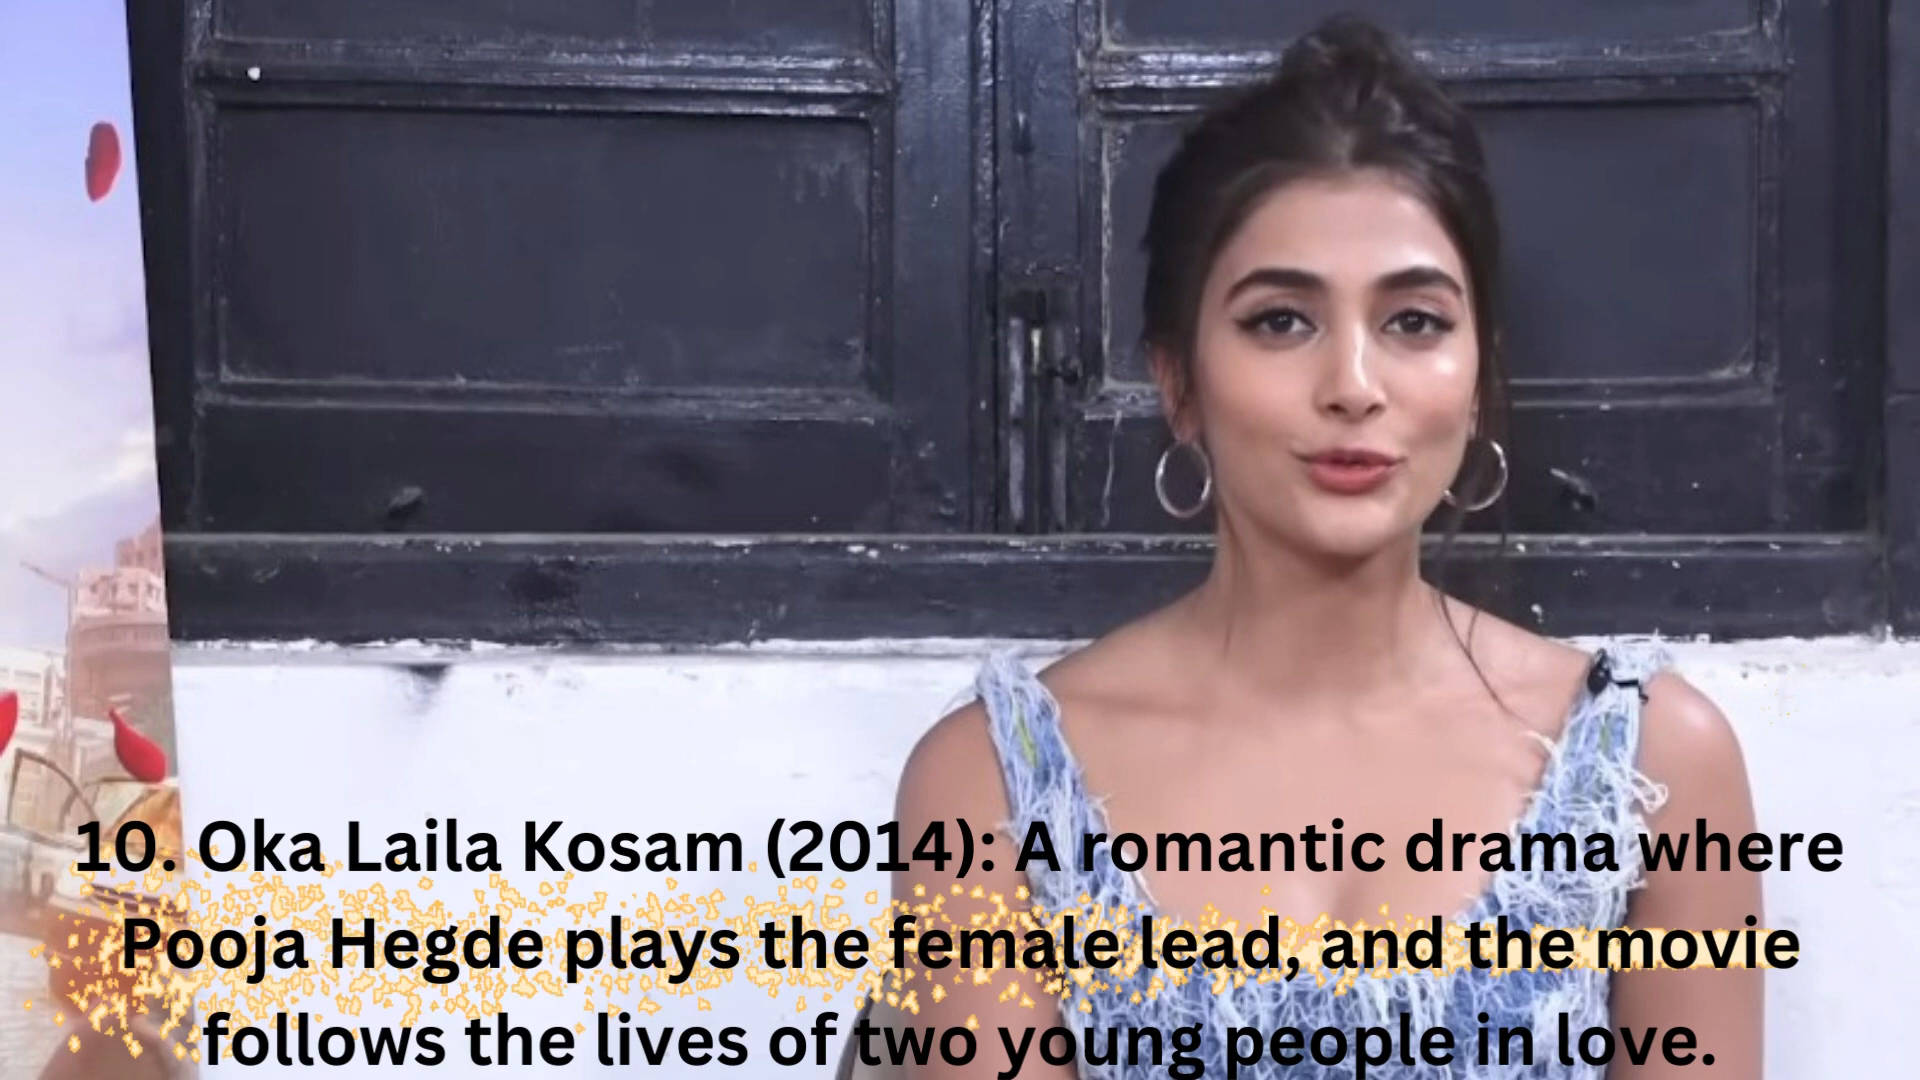 10. Oka Laila Kosam (2014): A romantic drama where
Pooja Hegde plays the female lead, and the movie
follows the lives of two young people in love.